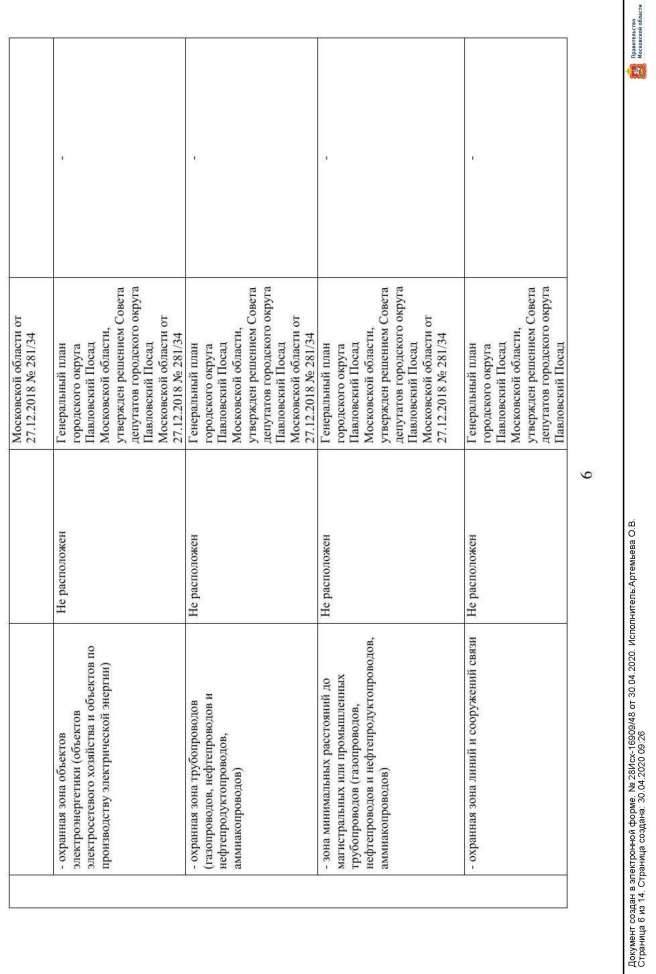 Московской области от
27.12.2018 № 281/34
- охранная зона объектов
электроэнергетики (объектов
электросетевого хозяйства и объектов по
производству электрической энергии)
Не расположен
Генеральный план
городского округа
Павловский Посад
Московской области,
утвержден решением Совета
депутатов городского округа
Павловский Посад
Московской области от
27.12.2018 № 281/34
-
- охранная зона трубопроводов
(газопроводов, нефтепроводов и
нефтепродуктопроводов,
аммиакопроводов)
Не расположен
Генеральный план
городского округа
Павловский Посад
Московской области,
утвержден решением Совета
депутатов городского округа
Павловский Посад
Московской области от
27.12.2018 № 281/34
-
- зона минимальных расстояний до
магистральных или промышленных
трубопроводов (газопроводов,
нефтепроводов и нефтепродуктопроводов,
аммиакопроводов)
Не расположен
Генеральный план
городского округа
Павловский Посад
Московской области,
утвержден решением Совета
депутатов городского округа
Павловский Посад
Московской области от
27.12.2018 № 281/34
-
- охранная зона линий и сооружений связи
Не расположен
Генеральный план
городского округа
Павловский Посад
Московской области,
утвержден решением Совета
депутатов городского округа
Павловский Посад
-
6
Документ создан в электронной форме. № 28Исх-16909/48 от 30.04.2020. Исполнитель:Артемьева О.В.
Страница 6 из 14. Страница создана: 30.04.2020 09:26
Правительство
Московской области